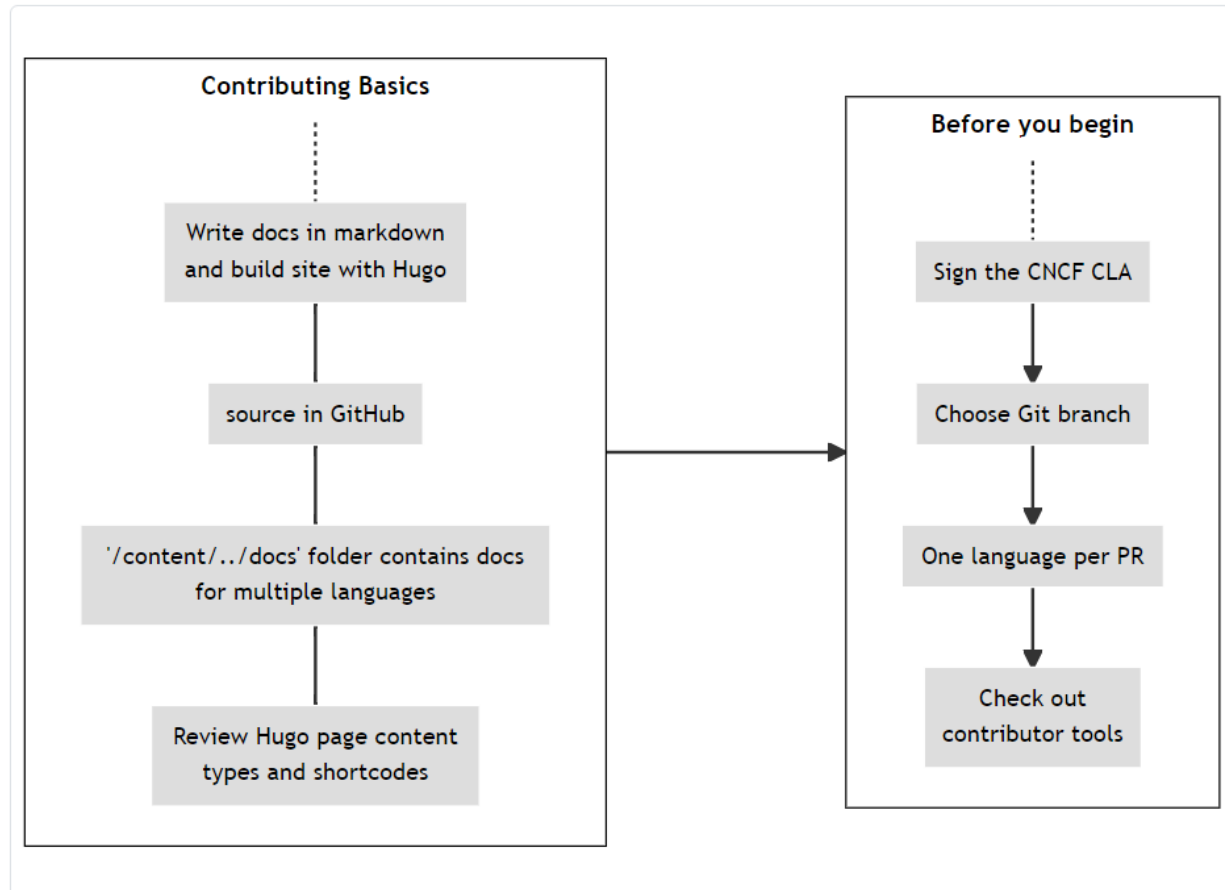 Contributing Basics
Write docs in markdown
and build site with Hugo
source in GitHub
'/content/../docs' folder contains docs
for multiple languages
Review Hugo page content
types and shortcodes
Before you begin
Sign the CNCF CLA
Choose Git branch
One language per PR
Check out
contributor tools